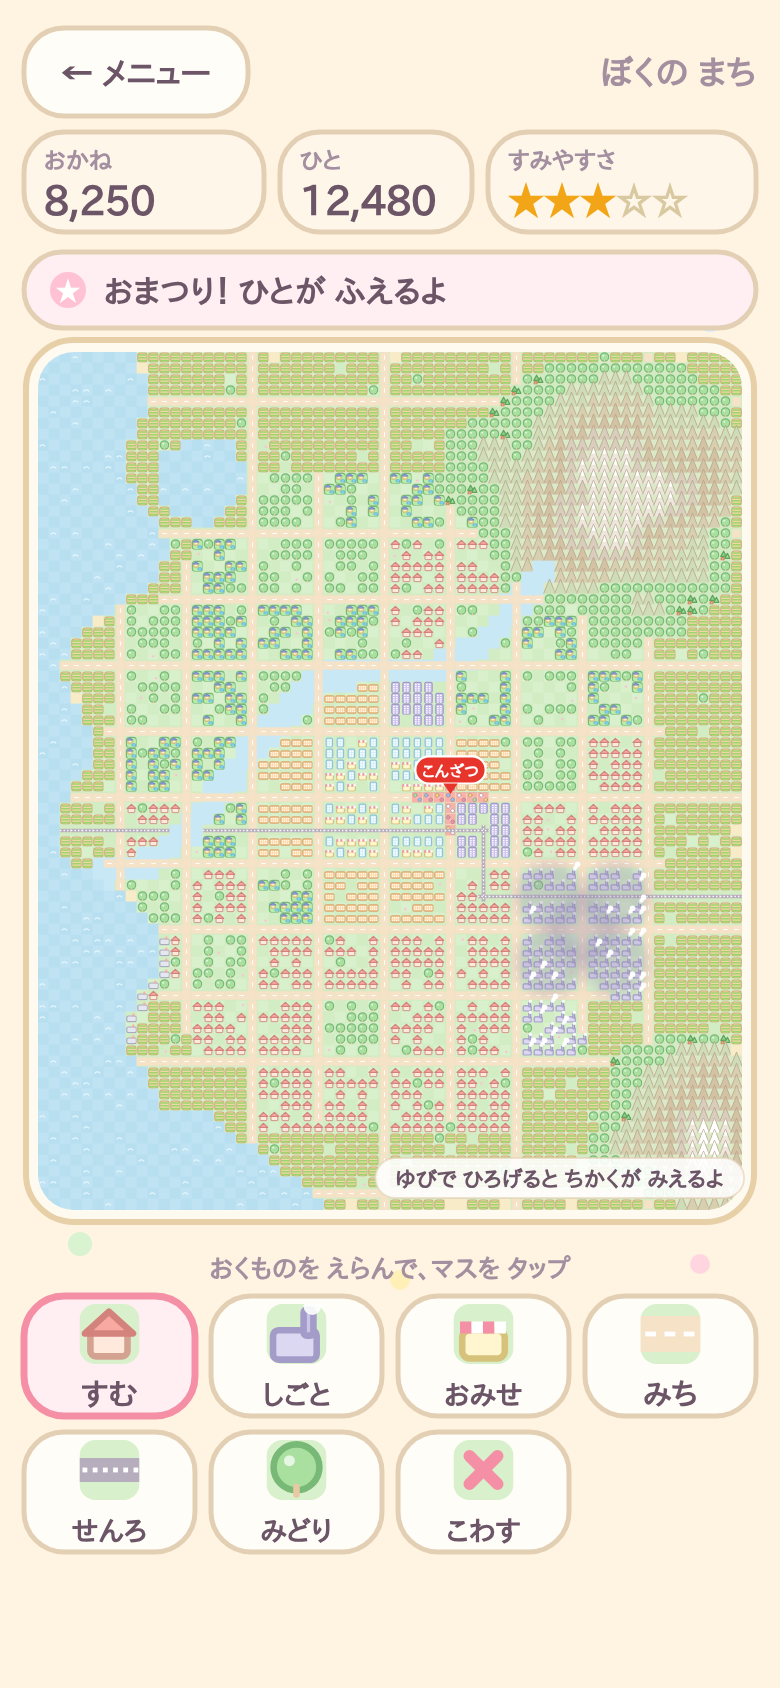 ← メニュー
ぼくの まち
おかね
8,250
ひと
12,480
すみやすさ
★★★☆☆
おまつり! ひとが ふえるよ
こんざつ
ゆびで ひろげると ちかくが みえるよ
おくものを えらんで、マスを タップ
すむ
しごと
おみせ
みち
せんろ
みどり
こわす